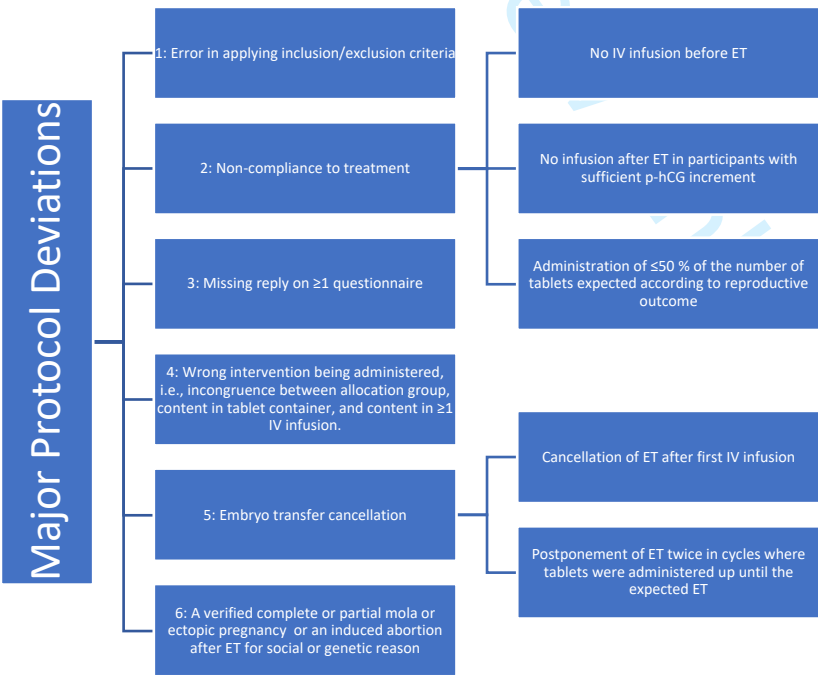 Major Protocol Deviations
1: Error in applying inclusion/exclusion criteria
2: Non-compliance to treatment
No IV infusion before ET
No infusion after ET in participants with
sufficient p-hCG increment
Administration of ≤50 % of the number of
tablets expected according to reproductive
outcome
3: Missing reply on ≥1 questionnaire
4: Wrong intervention being administered,
i.e., incongruence between allocation group,
content in tablet container, and content in ≥1
IV infusion.
5: Embryo transfer cancellation
Cancellation of ET after first IV infusion
Postponement of ET twice in cycles where
tablets were administered up until the
expected ET
6: A verified complete or partial mola or
ectopic pregnancy or an induced abortion
after ET for social or genetic reason